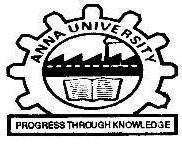 ANNA UNIVERSITY
PROGRESS THROUGH KNOWLEDGE